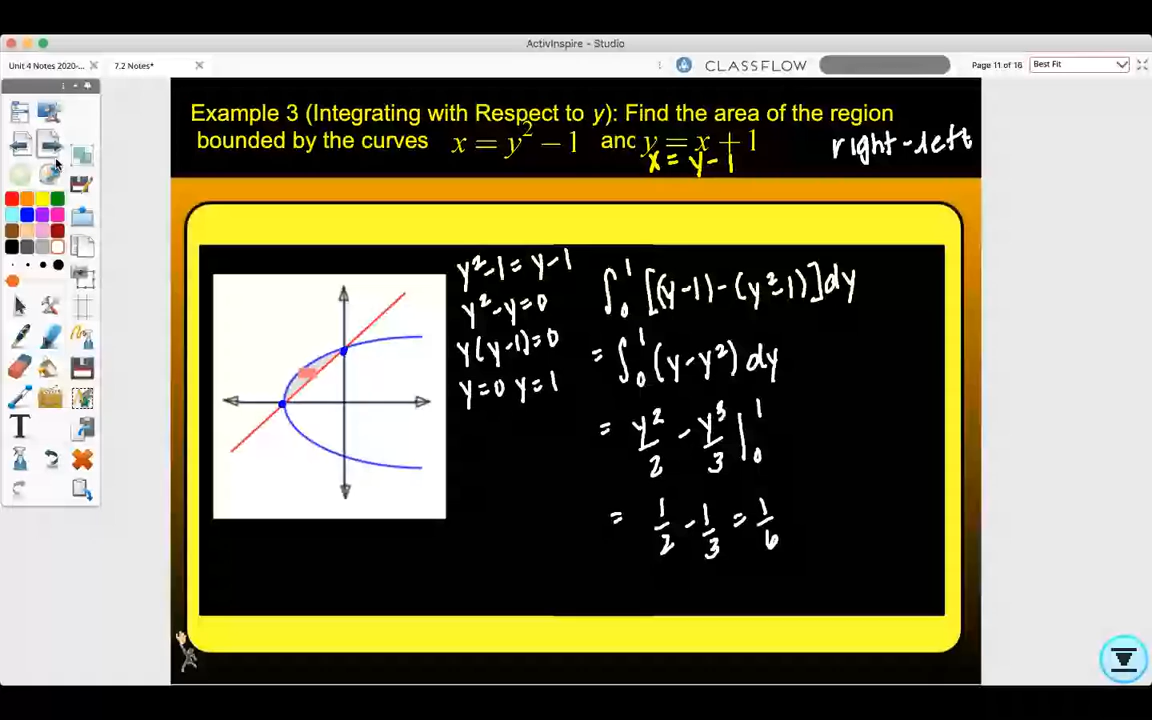 ActivInspire - Studio
Unit 4 Notes 2020-...
7.2 Notes*
CLASSFLOW
Page 11 of 16
Best Fit
Example 3 (Integrating with Respect to y): Find the area of the region
bounded by the curves x = y² − 1 and y = x + 1
x = y - 1
right-left
y²-1 = y-1
y²-y=0
y(y-1)=0
y=0 y=1
∫₀¹ [(y-1)-(y²-1)]dy
= ∫₀¹ (y-y²) dy
= y²/2 - y³/3 |₀¹
= 1/2 - 1/3 = 1/6
T